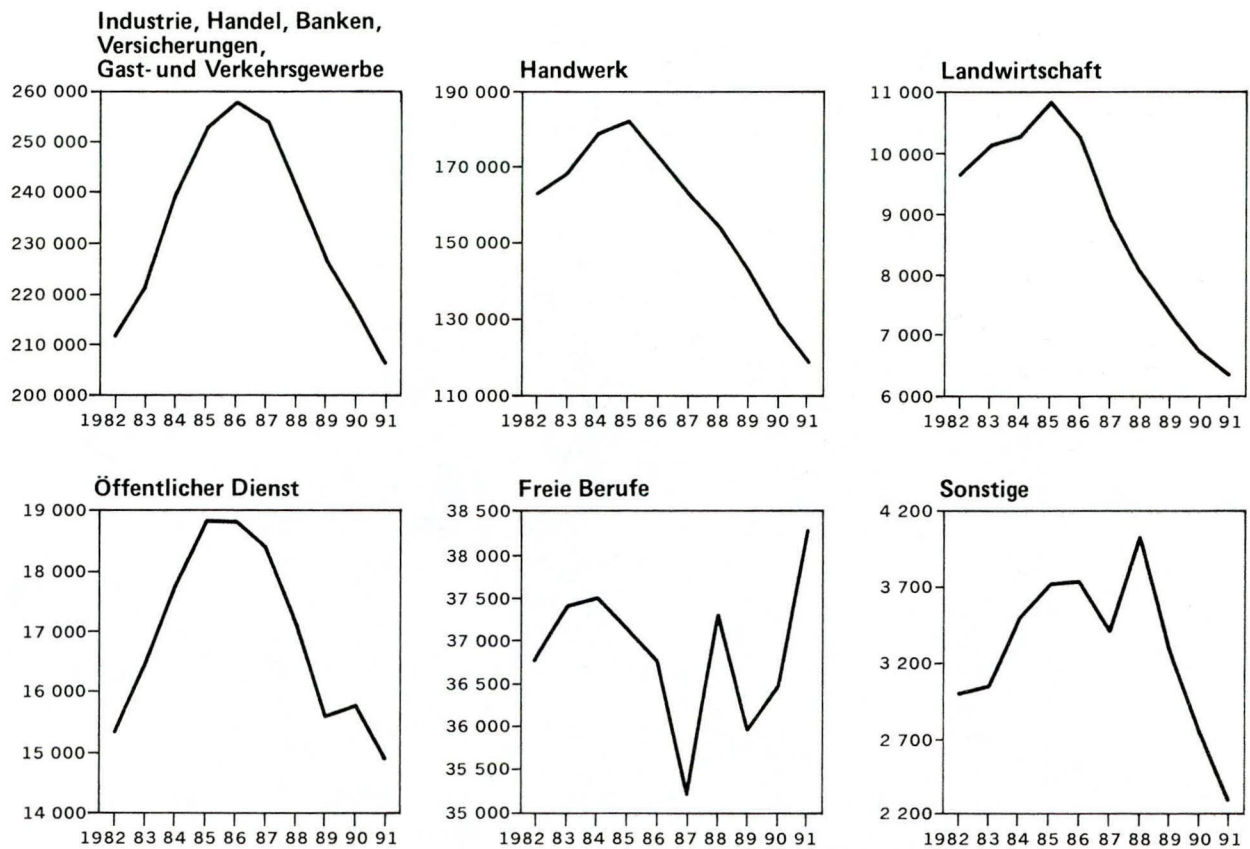 Industrie, Handel, Banken,
Versicherungen,
Gast- und Verkehrsgewerbe
260 000
250 000
240 000
230 000
220 000
210 000
200 000
1982 83 84 85 86 87 88 89 90 91
Handwerk
190 000
170 000
150 000
130 000
110 000
1982 83 84 85 86 87 88 89 90 91
Landwirtschaft
11 000
10 000
9 000
8 000
7 000
6 000
1982 83 84 85 86 87 88 89 90 91
Öffentlicher Dienst
19 000
18 000
17 000
16 000
15 000
14 000
1982 83 84 85 86 87 88 89 90 91
Freie Berufe
38 500
38 000
37 500
37 000
36 500
36 000
35 500
35 000
1982 83 84 85 86 87 88 89 90 91
Sonstige
4 200
3 700
3 200
2 700
2 200
1982 83 84 85 86 87 88 89 90 91